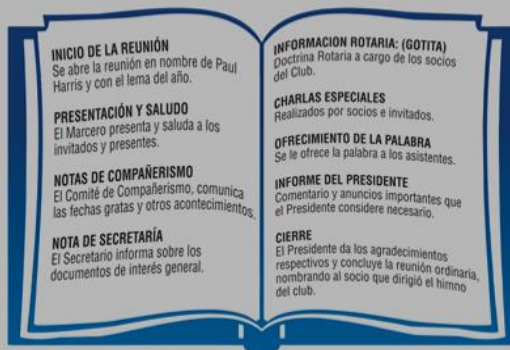 INICIO DE LA REUNIÓN
Se abre la reunión en nombre de Paul
Harris y con el lema del año.
PRESENTACIÓN Y SALUDO
El Marcero presenta y saluda a los
invitados y presentes.
NOTAS DE COMPAÑERISMO
El Comité de Compañerismo, comunica
las fechas gratas y otros acontecimientos.
NOTA DE SECRETARÍA
El Secretario informa sobre los
documentos de interés general.
INFORMACION ROTARIA: (GOTITA)
Doctrina Rotaria a cargo de los socios
del Club.
CHARLAS ESPECIALES
Realizados por socios e invitados.
OFRECIMIENTO DE LA PALABRA
Se le ofrece la palabra a los asistentes.
INFORME DEL PRESIDENTE
Comentario y anuncios importantes que
el Presidente considere necesario.
CIERRE
El Presidente da los agradecimientos
respectivos y concluye la reunión ordinaria,
nombrando al socio que dirigió el himno
del club.